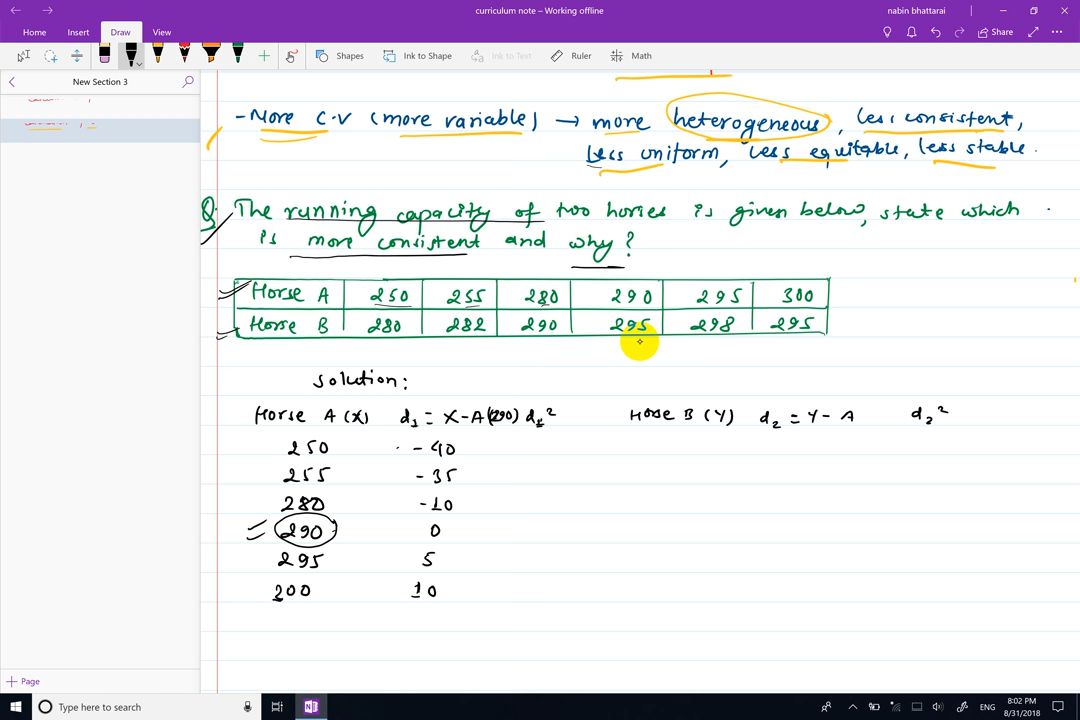 curriculum note – Working offline
nabin bhattarai
Home Insert Draw View
Share
Shapes Ink to Shape Ink to Text Ruler Math
New Section 3
- More C.V (more variable) → more heterogeneous, less consistent,
less uniform, less equitable, less stable.
Q. The running capacity of two horses is given below, state which
is more consistent and why?
Horse A 250 255 280 290 295 300
Horse B 280 282 290 295 298 295
Solution:
Horse A (X) d1 = X-A(290) d1² Horse B (Y) d2 = Y - A d2²
250 - 40
255 - 35
280 -10
290 0
295 5
300 10
+ Page
Type here to search
ENG
8:02 PM
8/31/2018